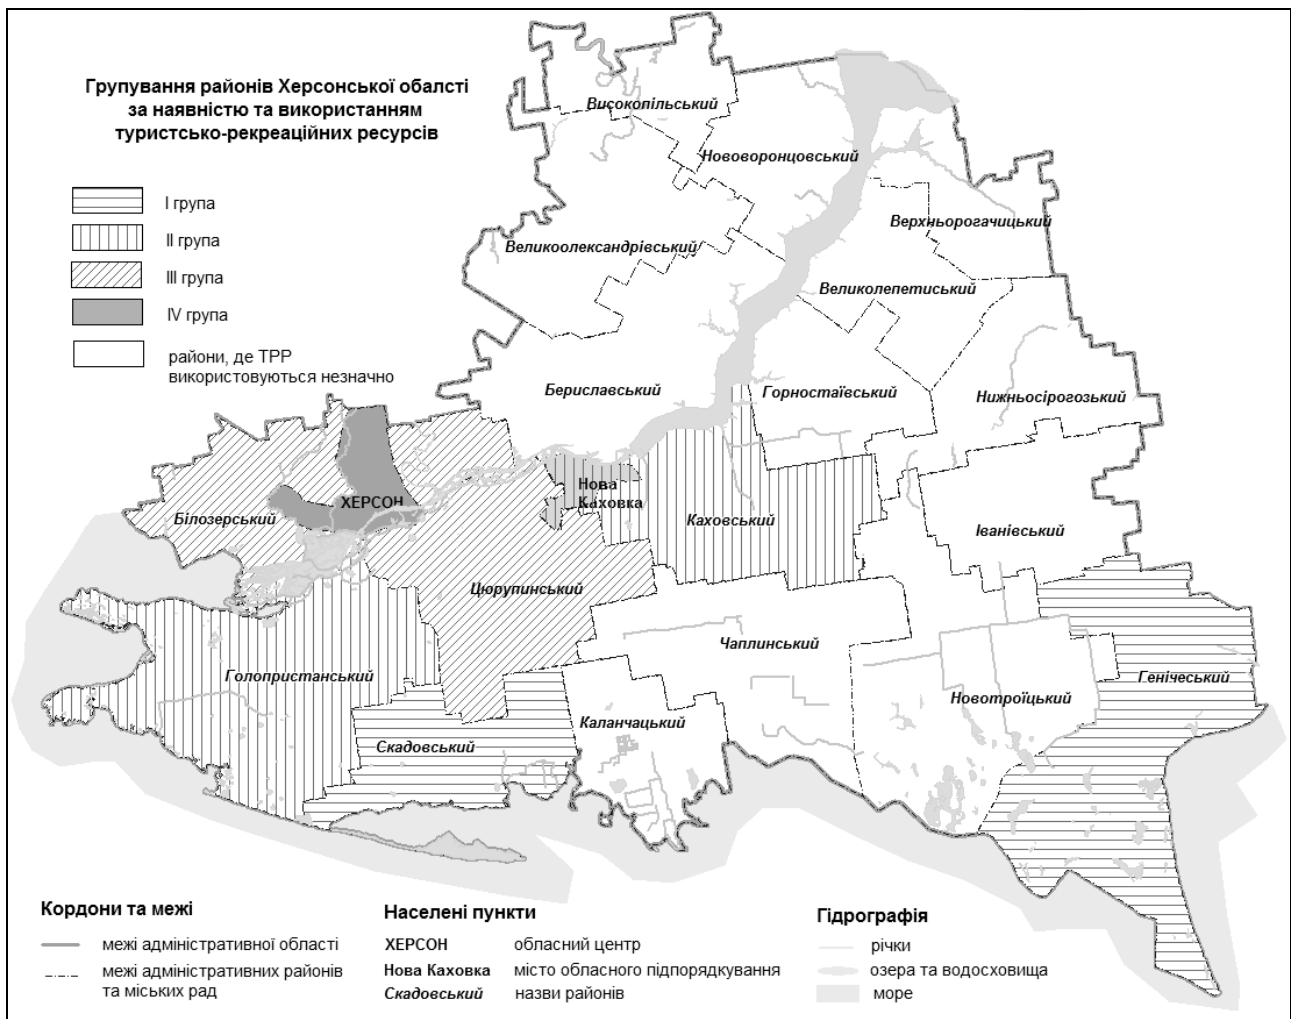 Групування районів Херсонської обалсті
за наявністю та використанням
туристсько-рекреаційних ресурсів
І група
ІІ група
ІІІ група
IV група
райони, де ТРР
використовуються незначно
Високопільський
Нововоронцовський
Верхньорогачицький
Великоолександрівський
Великолепетиський
Бериславський
Горностаївський
Нижньосірогозький
Нова
Каховка
ХЕРСОН
Білозерський
Каховський
Іванівський
Цюрупинський
Чаплинський
Голопристанський
Генічеський
Новотроїцький
Каланчацький
Скадовський
Кордони та межі
межі адміністративної області
межі адміністративних районів
та міських рад
Населені пункти
ХЕРСОН обласний центр
Нова Каховка місто обласного підпорядкування
Скадовський назви районів
Гідрографія
річки
озера та водосховища
море